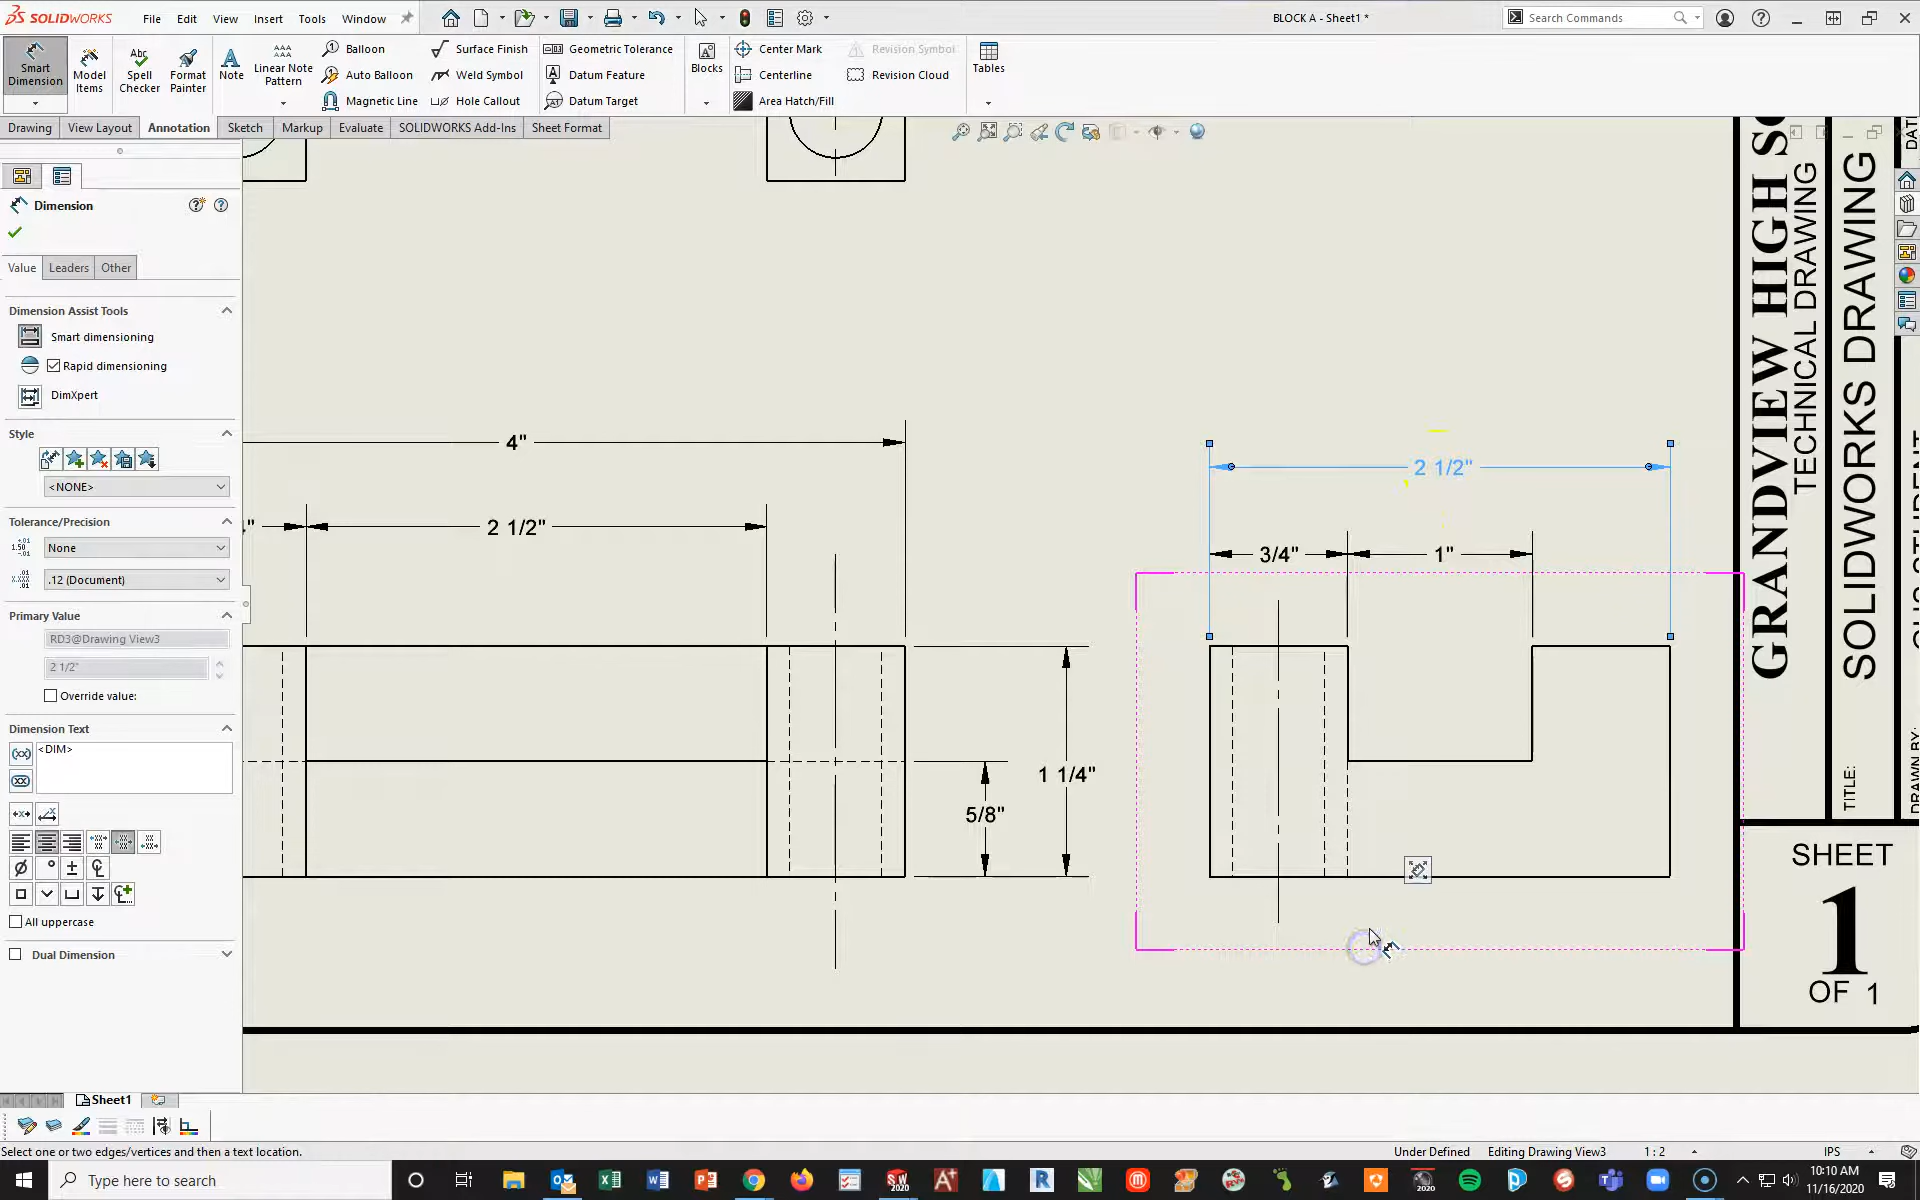 SOLIDWORKS File Edit View Insert Tools Window BLOCK A - Sheet1 * Search Commands
Smart Dimension
Model Items
Spell Checker
Format Painter
Note
Linear Note Pattern
Balloon
Auto Balloon
Magnetic Line
Surface Finish
Weld Symbol
Hole Callout
Geometric Tolerance
Datum Feature
Datum Target
Blocks
Center Mark
Centerline
Area Hatch/Fill
Revision Symbol
Revision Cloud
Tables
Drawing View Layout Annotation Sketch Markup Evaluate SOLIDWORKS Add-Ins Sheet Format
Dimension
Value Leaders Other
Dimension Assist Tools
Smart dimensioning
Rapid dimensioning
DimXpert
Style
<NONE>
Tolerance/Precision
None
.12 (Document)
Primary Value
RD3@Drawing View3
2 1/2"
Override value:
Dimension Text
<DIM>
All uppercase
Dual Dimension
4"
2 1/2"
2 1/2"
3/4"
1"
1 1/4"
5/8"
GRANDVIEW HIGH
TECHNICAL DRAWING
SOLIDWORKS DRAWING
TITLE:
DRAWN BY:
SHEET
1
OF 1
Sheet1
Select one or two edges/vertices and then a text location.
Under Defined Editing Drawing View3 1 : 2 IPS
Type here to search
10:10 AM
11/16/2020